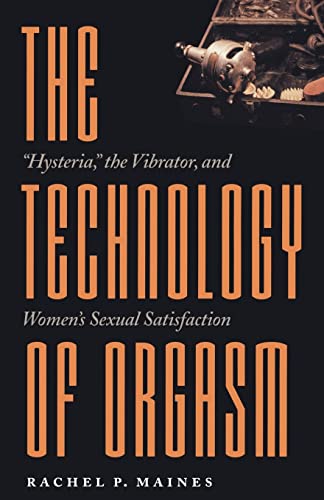 THE
“Hysteria,” the Vibrator, and
TECHNOLOGY
Women’s Sexual Satisfaction
OF ORGASM
RACHEL P. MAINES